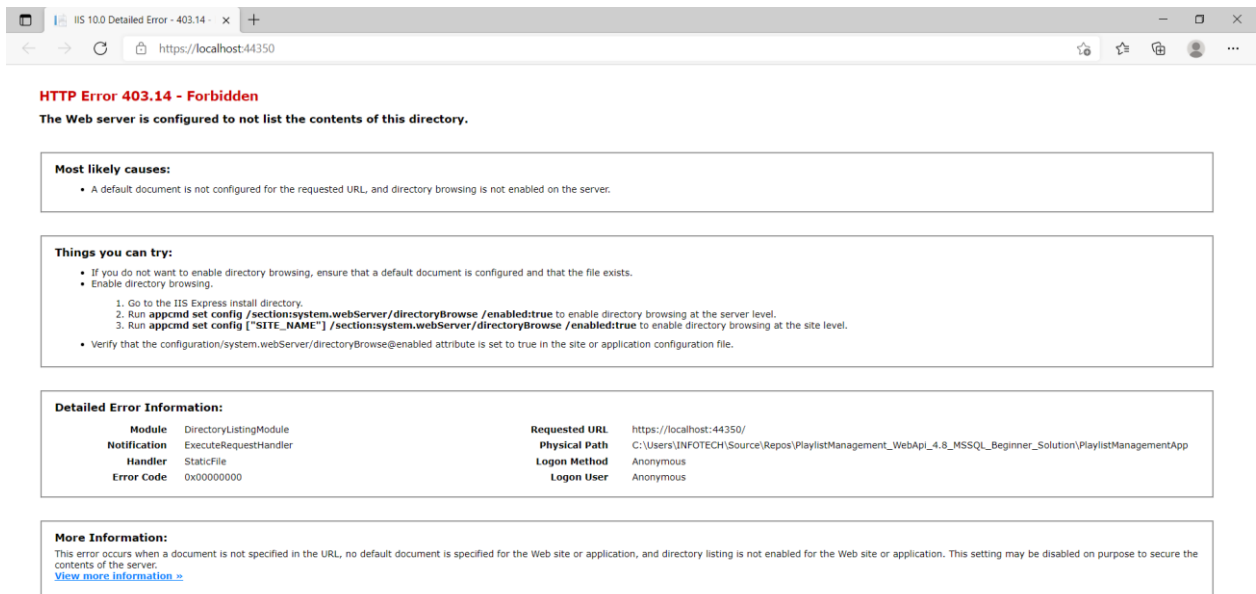 IIS 10.0 Detailed Error - 403.14 -
https://localhost:44350
HTTP Error 403.14 - Forbidden
The Web server is configured to not list the contents of this directory.
Most likely causes:
• A default document is not configured for the requested URL, and directory browsing is not enabled on the server.
Things you can try:
• If you do not want to enable directory browsing, ensure that a default document is configured and that the file exists.
• Enable directory browsing.
1. Go to the IIS Express install directory.
2. Run appcmd set config /section:system.webServer/directoryBrowse /enabled:true to enable directory browsing at the server level.
3. Run appcmd set config ["SITE_NAME"] /section:system.webServer/directoryBrowse /enabled:true to enable directory browsing at the site level.
• Verify that the configuration/system.webServer/directoryBrowse@enabled attribute is set to true in the site or application configuration file.
Detailed Error Information:
Module DirectoryListingModule
Notification ExecuteRequestHandler
Handler StaticFile
Error Code 0x00000000
Requested URL https://localhost:44350/
Physical Path C:\Users\INFOTECH\Source\Repos\PlaylistManagement_WebApi_4.8_MSSQL_Beginner_Solution\PlaylistManagementApp
Logon Method Anonymous
Logon User Anonymous
More Information:
This error occurs when a document is not specified in the URL, no default document is specified for the Web site or application, and directory listing is not enabled for the Web site or application. This setting may be disabled on purpose to secure the
contents of the server.
View more information »